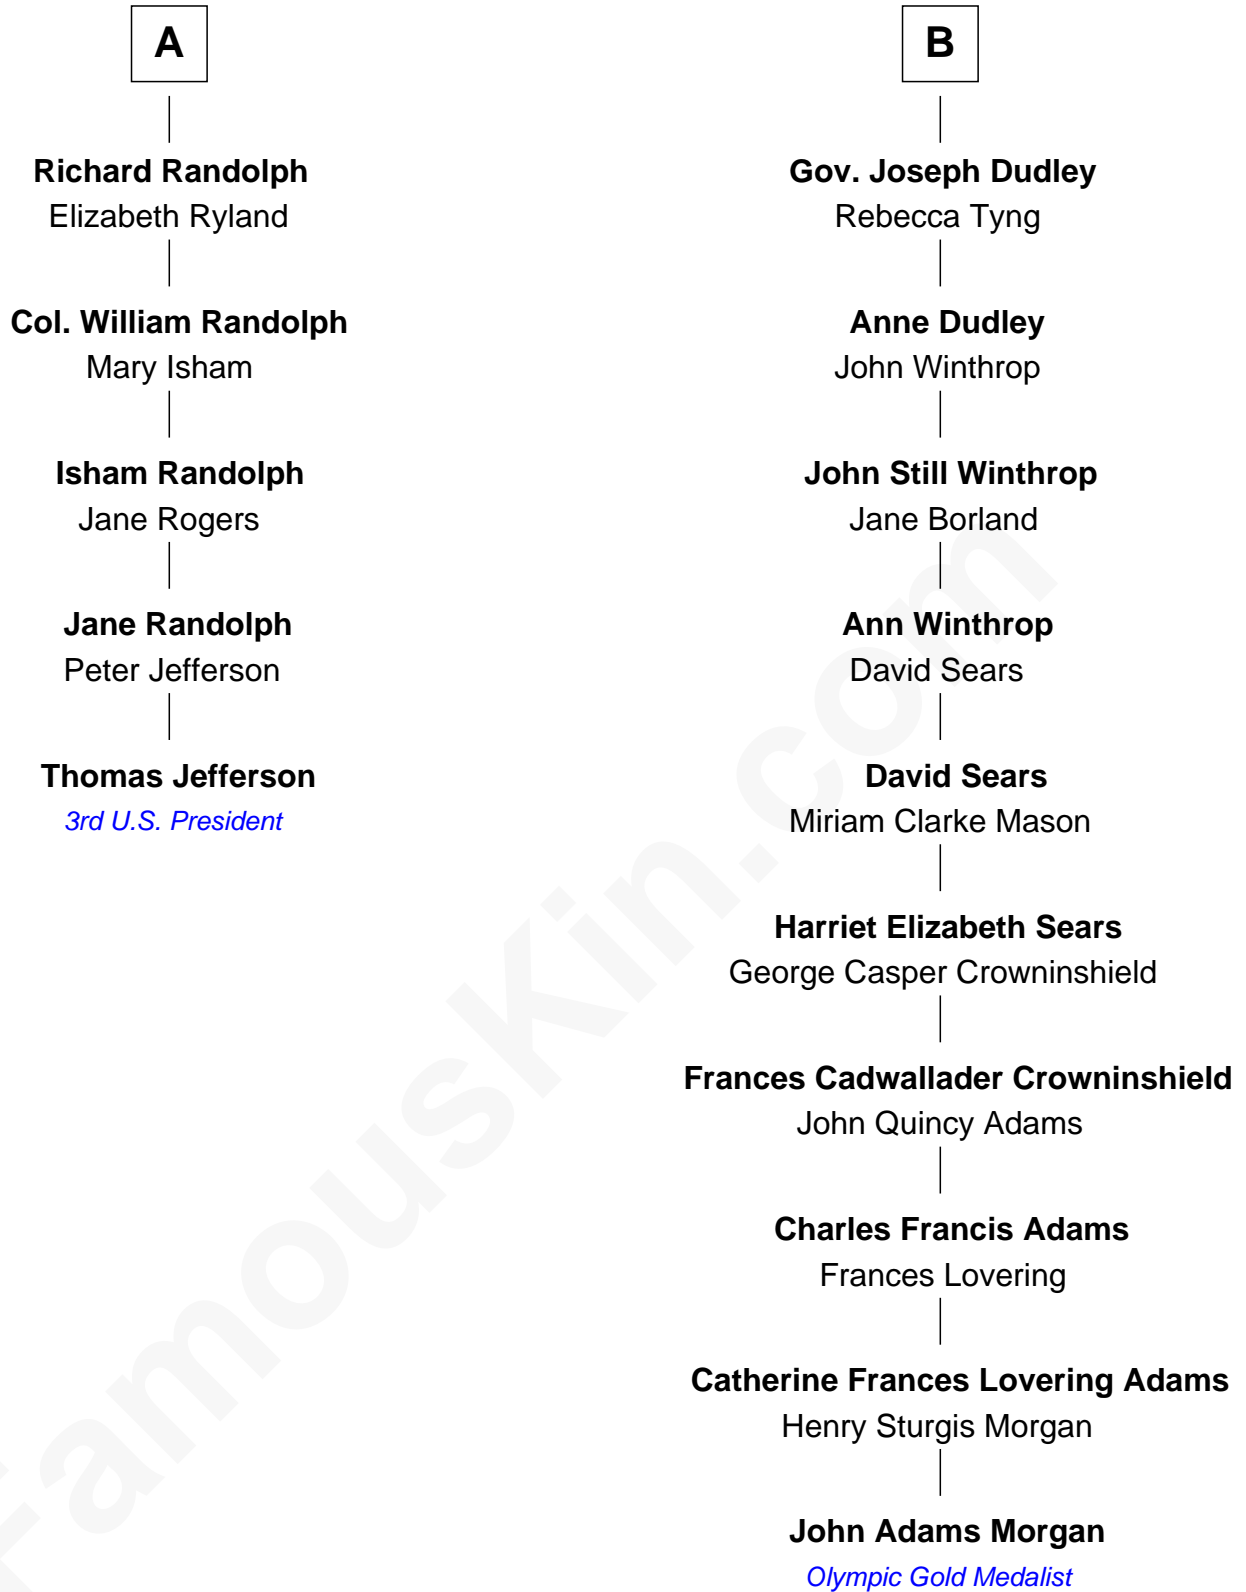 A
Richard Randolph
Elizabeth Ryland
Col. William Randolph
Mary Isham
Isham Randolph
Jane Rogers
Jane Randolph
Peter Jefferson
Thomas Jefferson
3rd U.S. President
B
Gov. Joseph Dudley
Rebecca Tyng
Anne Dudley
John Winthrop
John Still Winthrop
Jane Borland
Ann Winthrop
David Sears
David Sears
Miriam Clarke Mason
Harriet Elizabeth Sears
George Casper Crowninshield
Frances Cadwallader Crowninshield
John Quincy Adams
Charles Francis Adams
Frances Lovering
Catherine Frances Lovering Adams
Henry Sturgis Morgan
John Adams Morgan
Olympic Gold Medalist
FamousKin.com